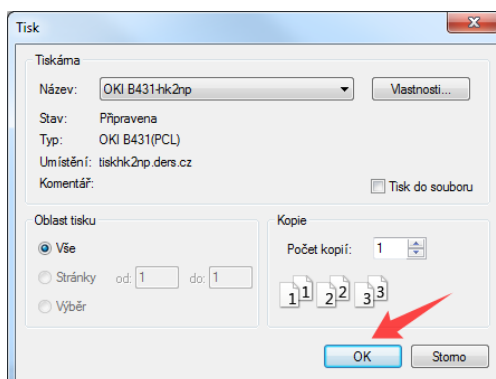 Tisk
Tiskárna
Název: OKI B431-hk2np Vlastnosti...
Stav: Připravena
Typ: OKI B431(PCL)
Umístění: tiskhk2np.ders.cz
Komentář: Tisk do souboru
Oblast tisku
Vše
Stránky od: 1 do: 1
Výběr
Kopie
Počet kopií: 1
1 1 2 2 3 3
OK Storno